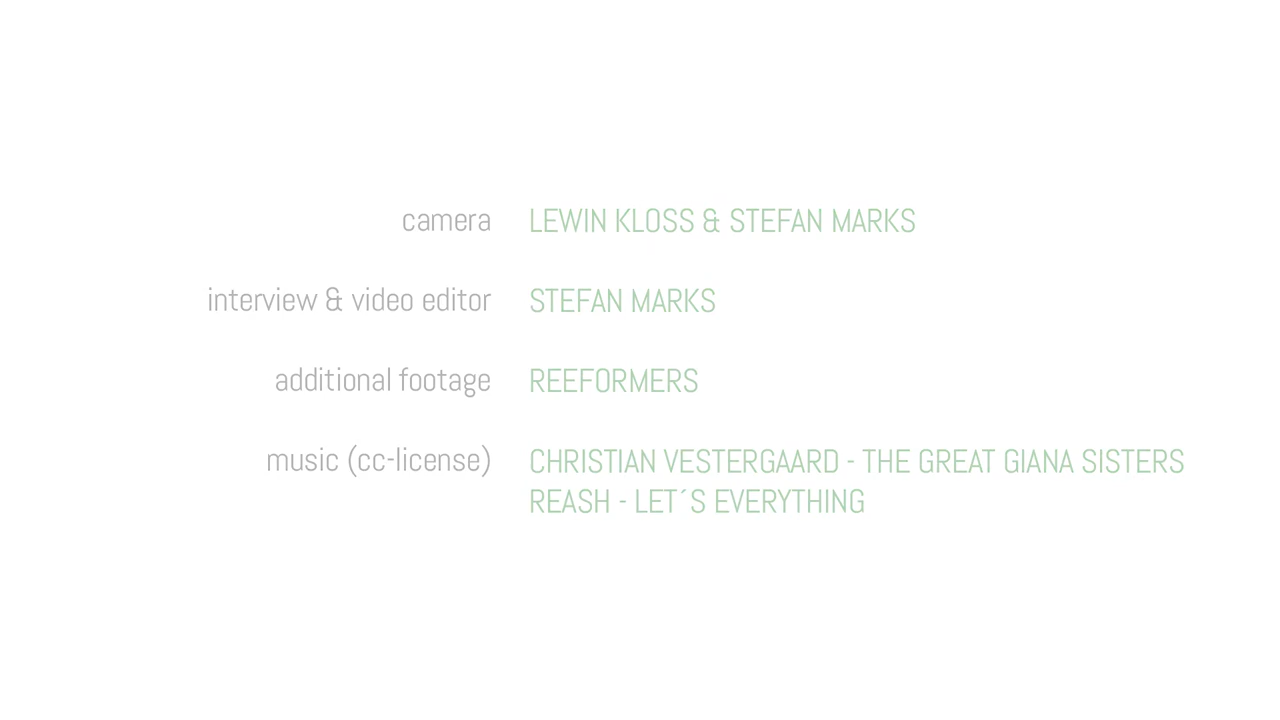 camera LEWIN KLOSS & STEFAN MARKS
interview & video editor STEFAN MARKS
additional footage REEFORMERS
music (cc-license) CHRISTIAN VESTERGAARD - THE GREAT GIANA SISTERS
REASH - LET´S EVERYTHING